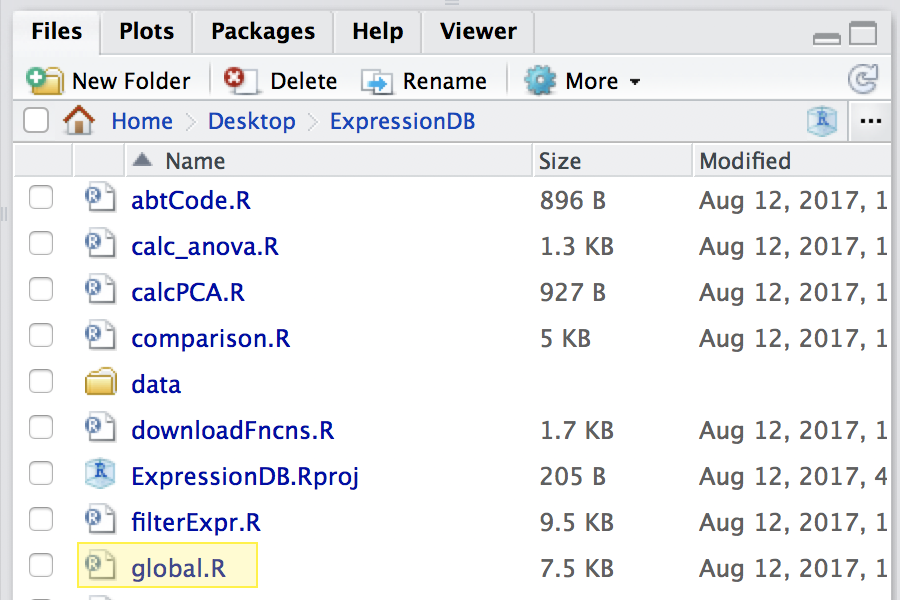 Files Plots Packages Help Viewer
New Folder Delete Rename More
Home Desktop ExpressionDB ...
Name Size Modified
abtCode.R 896 B Aug 12, 2017, 1
calc_anova.R 1.3 KB Aug 12, 2017, 1
calcPCA.R 927 B Aug 12, 2017, 1
comparison.R 5 KB Aug 12, 2017, 1
data
downloadFncns.R 1.7 KB Aug 12, 2017, 1
ExpressionDB.Rproj 205 B Aug 12, 2017, 4
filterExpr.R 9.5 KB Aug 12, 2017, 1
global.R 7.5 KB Aug 12, 2017, 1